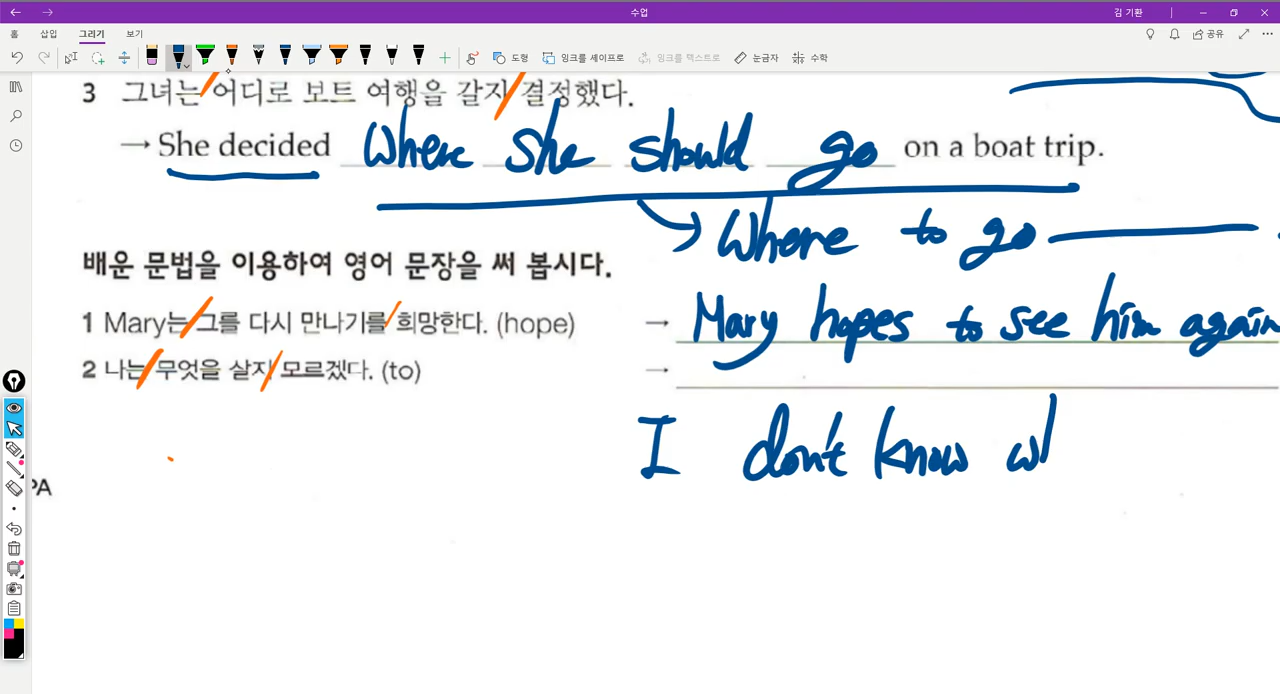 수업
김 기환
홈 삽입 그리기 보기
공유
도형 잉크를 셰이프로 잉크를 텍스트로 눈금자 수학
3 그녀는 어디로 보트 여행을 갈지 결정했다.
→ She decided Where she should go on a boat trip.
Where to go
배운 문법을 이용하여 영어 문장을 써 봅시다.
1 Mary는 그를 다시 만나기를 희망한다. (hope) → Mary hopes to see him again
2 나는 무엇을 살지 모르겠다. (to) →
I don't know wh
PA